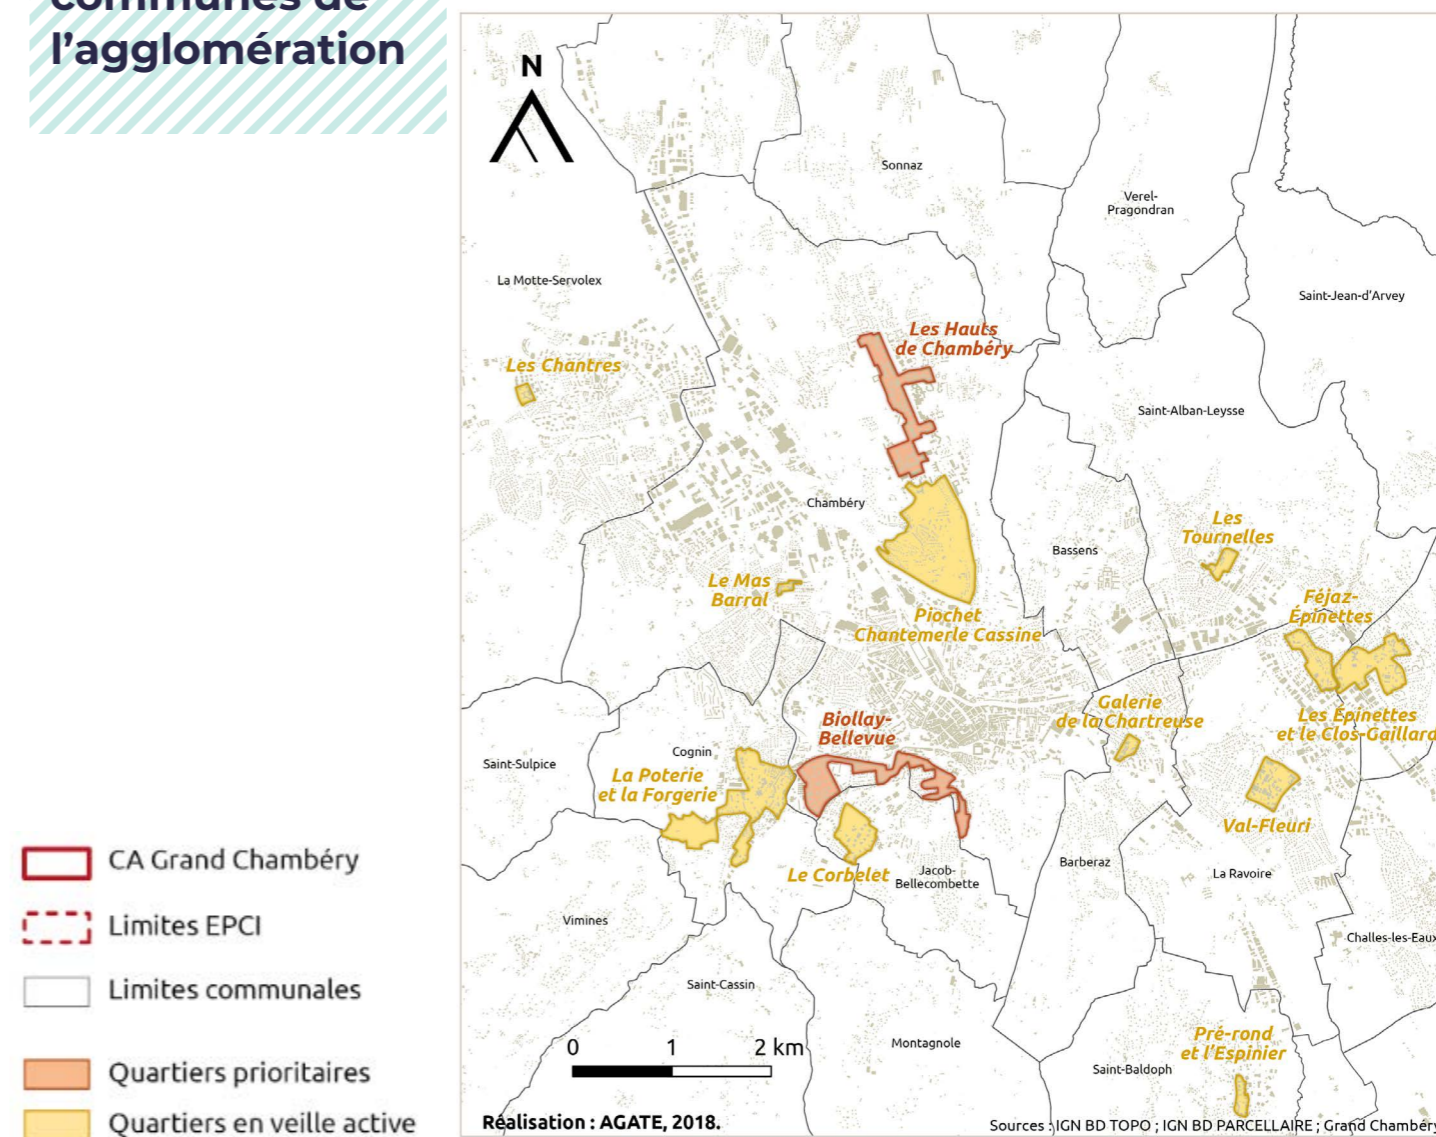 communes de
l'agglomération
N
Sonnaz
Verel-
Pragondran
La Motte-Servolex
Saint-Jean-d'Arvey
Les Hauts
de Chambéry
Les Chantres
Saint-Alban-Leysse
Chambéry
Les
Tournelles
Bassens
Le Mas
Barral
Féjaz-
Épinettes
Piochet
Chantemerle Cassine
Galerie
de la Chartreuse
Biollay-
Bellevue
Les Épinettes
et le Clos-Gaillard
Cognin
Saint-Sulpice
La Poterie
et la Forgerie
Val-Fleuri
Le Corbelet
Jacob-
Bellecombette
Barberaz
La Ravoire
Vimines
Challes-les-Eaux
Saint-Cassin
Montagnole
Pré-rond
et l'Espinier
Saint-Baldoph
0 1 2 km
Réalisation : AGATE, 2018.
Sources : IGN BD TOPO ; IGN BD PARCELLAIRE ; Grand Chambéry
CA Grand Chambéry
Limites EPCI
Limites communales
Quartiers prioritaires
Quartiers en veille active